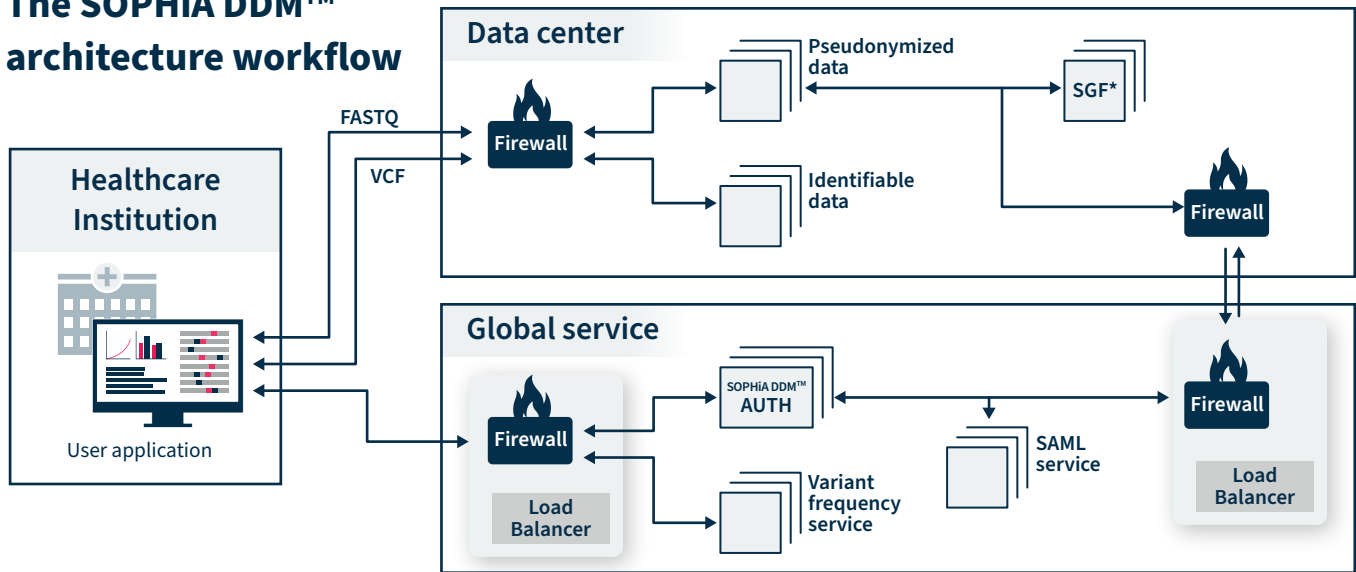 The SOPHiA DDM™
architecture workflow
Healthcare
Institution
User application
FASTQ
VCF
Data center
Firewall
Pseudonymized
data
Identifiable
data
SGF*
Firewall
Global service
Firewall
Load
Balancer
SOPHiA DDM™
AUTH
Variant
frequency
service
SAML
service
Firewall
Load
Balancer